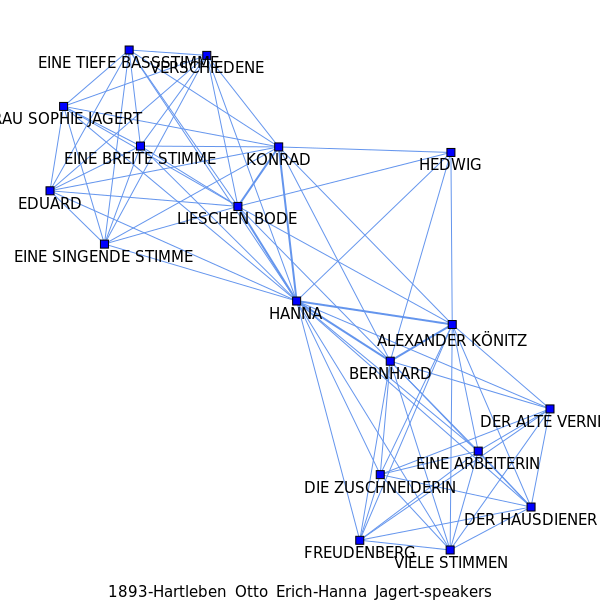 EINE TIEFE BASSSTIMME
VERSCHIEDENE
RAU SOPHIE JAGERT
EINE BREITE STIMME
KONRAD
HEDWIG
EDUARD
LIESCHEN BODE
EINE SINGENDE STIMME
HANNA
ALEXANDER KÖNITZ
BERNHARD
DER ALTE VERN
EINE ARBEITERIN
DIE ZUSCHNEIDERIN
DER HAUSDIENER
FREUDENBERG
VIELE STIMMEN
1893-Hartleben_Otto_Erich-Hanna_Jagert-speakers